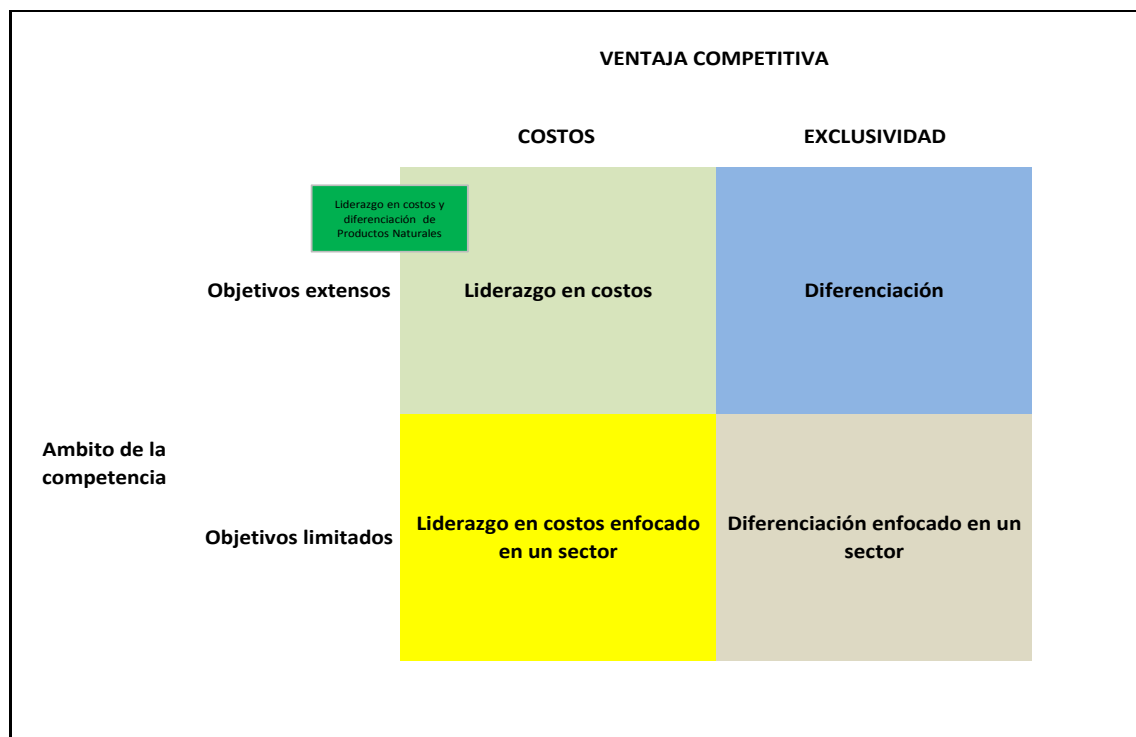 VENTAJA COMPETITIVA
COSTOS
EXCLUSIVIDAD
Liderazgo en costos y
diferenciación de
Productos Naturales
Objetivos extensos
Liderazgo en costos
Diferenciación
Ambito de la
competencia
Objetivos limitados
Liderazgo en costos enfocado
en un sector
Diferenciación enfocado en un
sector